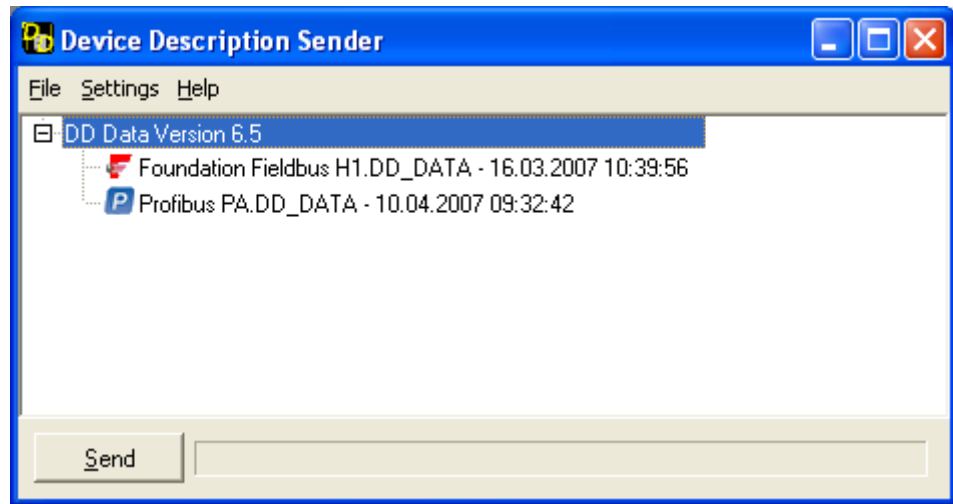 Device Description Sender
File Settings Help
DD Data Version 6.5
Foundation Fieldbus H1.DD_DATA - 16.03.2007 10:39:56
Profibus PA.DD_DATA - 10.04.2007 09:32:42
Send